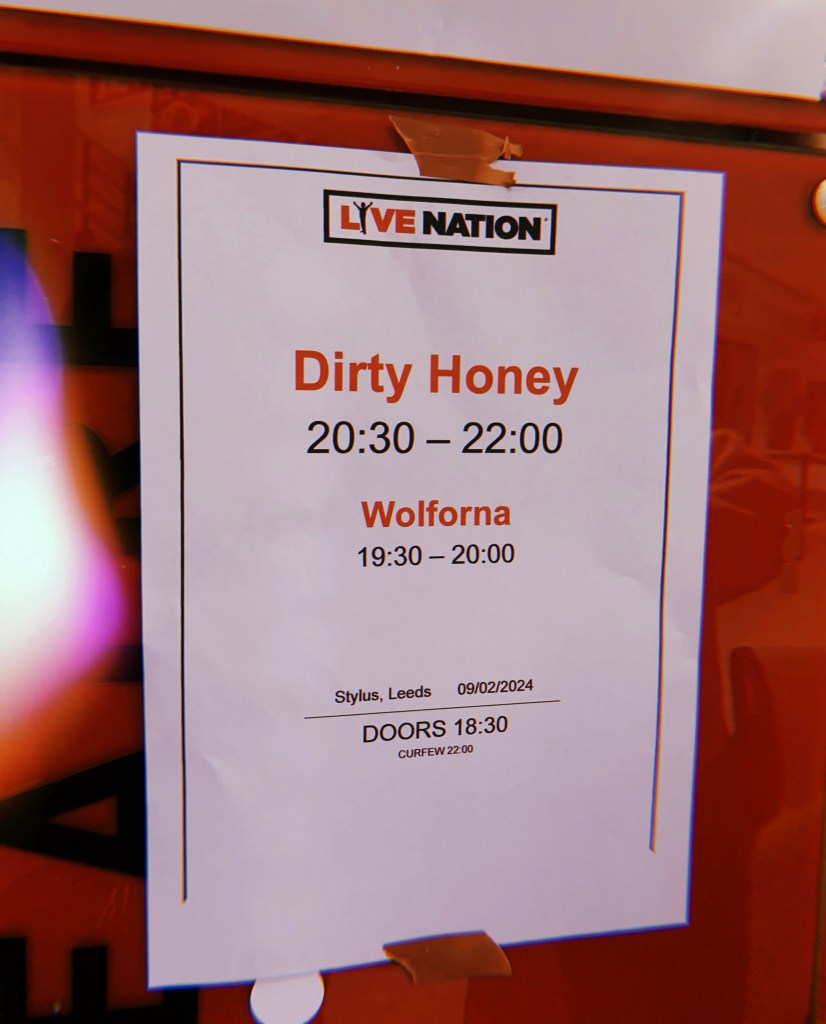 LIVE NATION
Dirty Honey
20:30 – 22:00
Wolforna
19:30 – 20:00
Stylus, Leeds 09/02/2024
DOORS 18:30
CURFEW 22:00